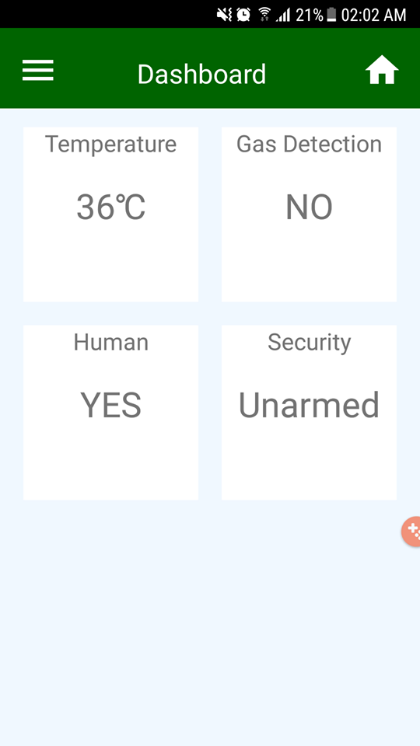 21% 02:02 AM
Dashboard
Temperature
36℃
Gas Detection
NO
Human
YES
Security
Unarmed